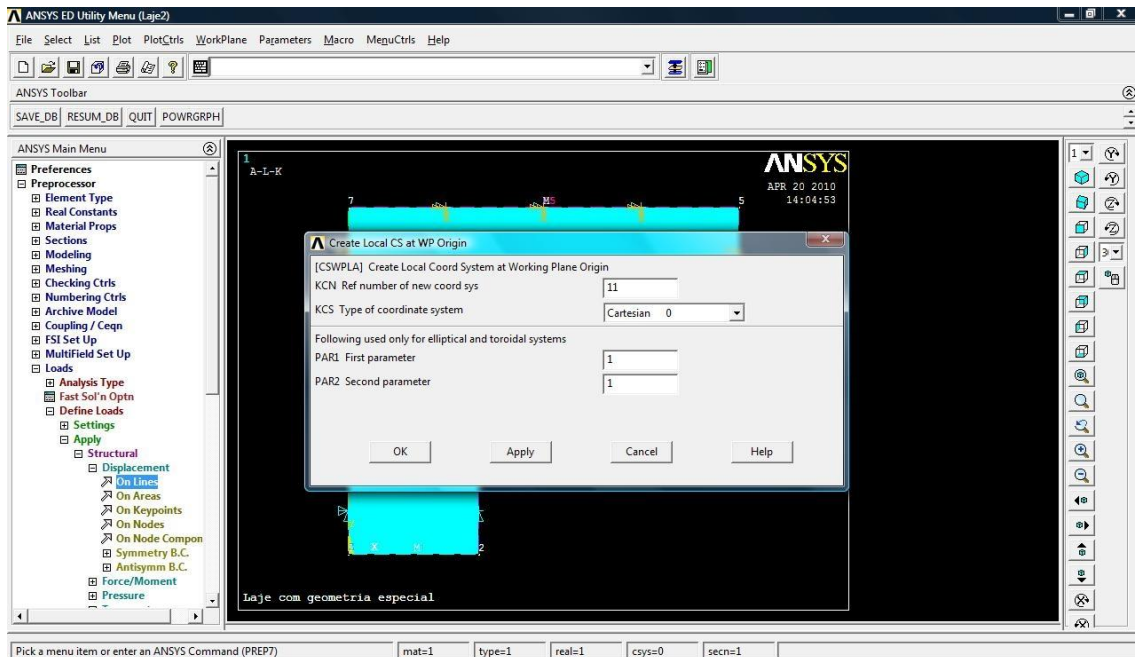 ANSYS ED Utility Menu (Laje2)
File Select List Plot PlotCtrls WorkPlane Parameters Macro MenuCtrls Help
ANSYS Toolbar
SAVE_DB RESUM_DB QUIT POWRGRPH
ANSYS Main Menu
Preferences
Preprocessor
Element Type
Real Constants
Material Props
Sections
Modeling
Meshing
Checking Ctrls
Numbering Ctrls
Archive Model
Coupling / Ceqn
FSI Set Up
MultiField Set Up
Loads
Analysis Type
Fast Sol'n Optn
Define Loads
Settings
Apply
Structural
Displacement
On Lines
On Areas
On Keypoints
On Nodes
On Node Compon
Symmetry B.C.
Antisymm B.C.
Force/Moment
Pressure
1
A-L-K
ANSYS
APR 20 2010
14:04:53
7
5
Create Local CS at WP Origin
[CSWPLA] Create Local Coord System at Working Plane Origin
KCN Ref number of new coord sys 11
KCS Type of coordinate system Cartesian 0
Following used only for elliptical and toroidal systems
PAR1 First parameter 1
PAR2 Second parameter 1
OK Apply Cancel Help
X M 2
Laje com geometria especial
1
3
Pick a menu item or enter an ANSYS Command (PREP7) mat=1 type=1 real=1 csys=0 secn=1